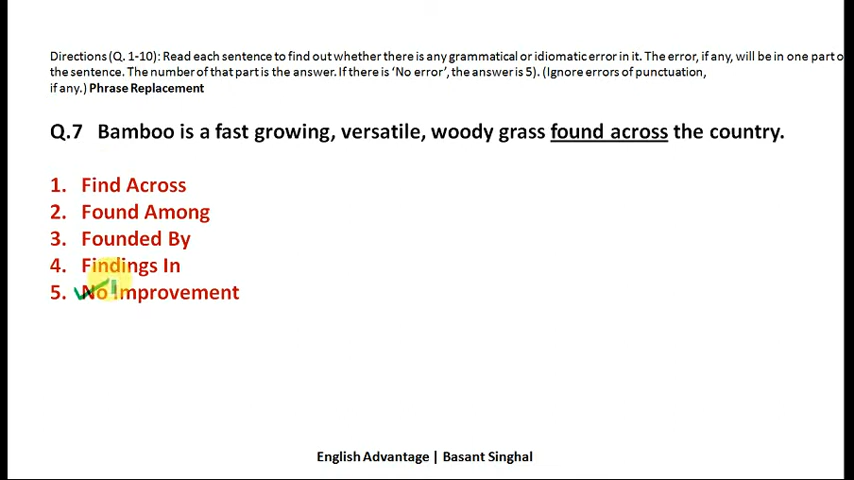 Directions (Q. 1-10): Read each sentence to find out whether there is any grammatical or idiomatic error in it. The error, if any, will be in one part o
the sentence. The number of that part is the answer. If there is 'No error', the answer is 5). (Ignore errors of punctuation,
if any.) Phrase Replacement
Q.7 Bamboo is a fast growing, versatile, woody grass found across the country.
1. Find Across
2. Found Among
3. Founded By
4. Findings In
5. No Improvement
English Advantage | Basant Singhal